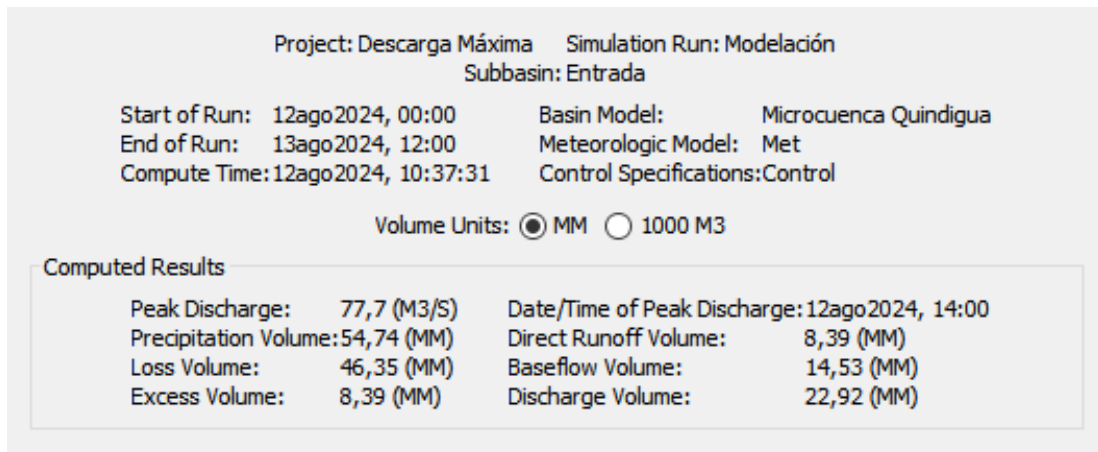 Project: Descarga Máxima Simulation Run: Modelación
Subbasin: Entrada
Start of Run: 12ago2024, 00:00 Basin Model: Microcuenca Quindigua
End of Run: 13ago2024, 12:00 Meteorologic Model: Met
Compute Time:12ago2024, 10:37:31 Control Specifications:Control
Volume Units: MM 1000 M3
Computed Results
Peak Discharge: 77,7 (M3/S) Date/Time of Peak Discharge:12ago2024, 14:00
Precipitation Volume:54,74 (MM) Direct Runoff Volume: 8,39 (MM)
Loss Volume: 46,35 (MM) Baseflow Volume: 14,53 (MM)
Excess Volume: 8,39 (MM) Discharge Volume: 22,92 (MM)